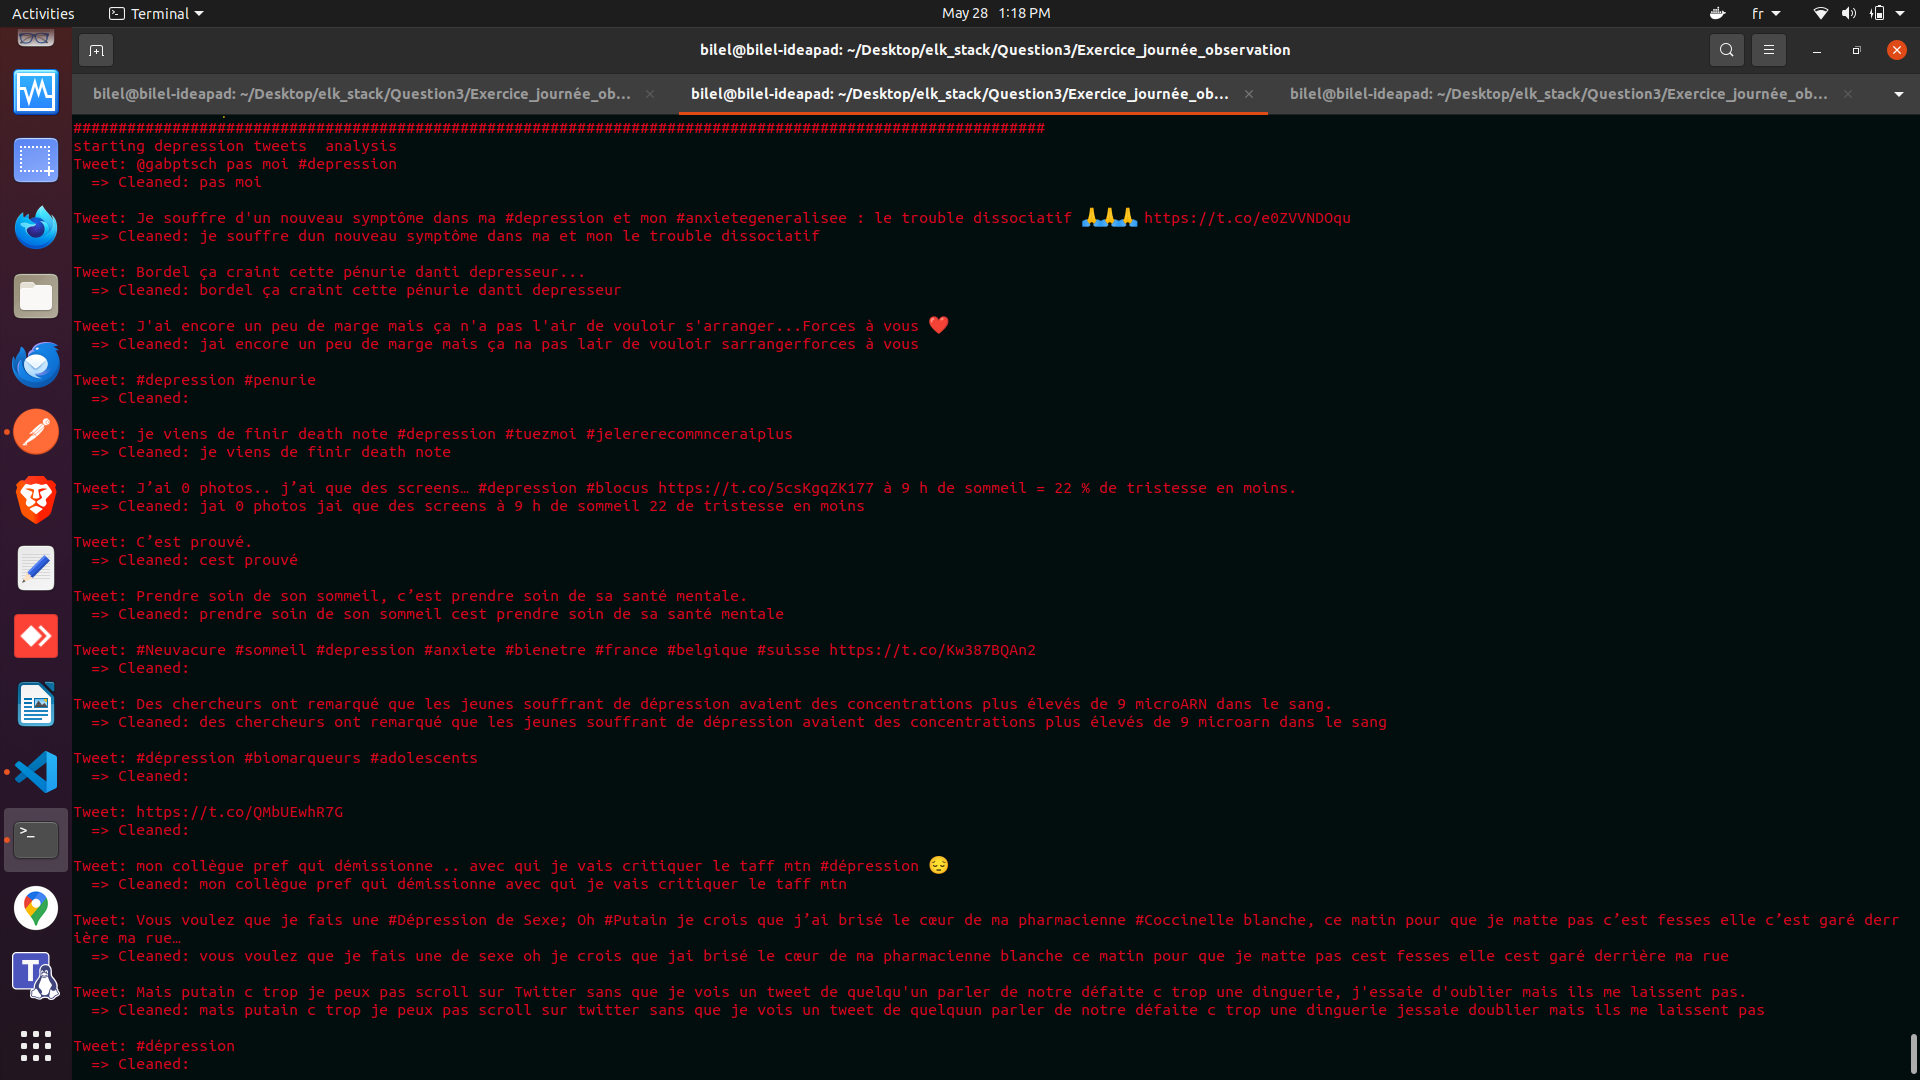 Activities Terminal May 28 1:18 PM fr
bilel@bilel-ideapad: ~/Desktop/elk_stack/Question3/Exercice_journée_observation
bilel@bilel-ideapad: ~/Desktop/elk_stack/Question3/Exercice_journée_ob... × bilel@bilel-ideapad: ~/Desktop/elk_stack/Question3/Exercice_journée_ob... × bilel@bilel-ideapad: ~/Desktop/elk_stack/Question3/Exercice_journée_ob... ×
############################################################################################################
starting depression tweets  analysis
Tweet: @gabptsch pas moi #depression
  => Cleaned: pas moi
Tweet: Je souffre d'un nouveau symptôme dans ma #depression et mon #anxietegeneralisee : le trouble dissociatif 🙏🙏🙏 https://t.co/e0ZVVNDOqu
  => Cleaned: je souffre dun nouveau symptôme dans ma et mon le trouble dissociatif
Tweet: Bordel ça craint cette pénurie danti depresseur...
  => Cleaned: bordel ça craint cette pénurie danti depresseur
Tweet: J'ai encore un peu de marge mais ça n'a pas l'air de vouloir s'arranger...Forces à vous ❤️
  => Cleaned: jai encore un peu de marge mais ça na pas lair de vouloir sarrangerforces à vous
Tweet: #depression #penurie
  => Cleaned:
Tweet: je viens de finir death note #depression #tuezmoi #jelererecommnceraiplus
  => Cleaned: je viens de finir death note
Tweet: J’ai 0 photos.. j’ai que des screens… #depression #blocus https://t.co/5csKgqZK177 à 9 h de sommeil = 22 % de tristesse en moins.
  => Cleaned: jai 0 photos jai que des screens à 9 h de sommeil 22 de tristesse en moins
Tweet: C’est prouvé.
  => Cleaned: cest prouvé
Tweet: Prendre soin de son sommeil, c’est prendre soin de sa santé mentale.
  => Cleaned: prendre soin de son sommeil cest prendre soin de sa santé mentale
Tweet: #Neuvacure #sommeil #depression #anxiete #bienetre #france #belgique #suisse https://t.co/Kw387BQAn2
  => Cleaned:
Tweet: Des chercheurs ont remarqué que les jeunes souffrant de dépression avaient des concentrations plus élevés de 9 microARN dans le sang.
  => Cleaned: des chercheurs ont remarqué que les jeunes souffrant de dépression avaient des concentrations plus élevés de 9 microarn dans le sang
Tweet: #dépression #biomarqueurs #adolescents
  => Cleaned:
Tweet: https://t.co/QMbUEwhR7G
  => Cleaned:
Tweet: mon collègue pref qui démissionne .. avec qui je vais critiquer le taff mtn #dépression 😔
  => Cleaned: mon collègue pref qui démissionne avec qui je vais critiquer le taff mtn
Tweet: Vous voulez que je fais une #Dépression de Sexe; Oh #Putain je crois que j’ai brisé le cœur de ma pharmacienne #Coccinelle blanche, ce matin pour que je matte pas c’est fesses elle c’est garé derr
ière ma rue…
  => Cleaned: vous voulez que je fais une de sexe oh je crois que jai brisé le cœur de ma pharmacienne blanche ce matin pour que je matte pas cest fesses elle cest garé derrière ma rue
Tweet: Mais putain c trop je peux pas scroll sur Twitter sans que je vois un tweet de quelqu'un parler de notre défaite c trop une dinguerie, j'essaie d'oublier mais ils me laissent pas.
  => Cleaned: mais putain c trop je peux pas scroll sur twitter sans que je vois un tweet de quelquun parler de notre défaite c trop une dinguerie jessaie doublier mais ils me laissent pas
Tweet: #dépression
  => Cleaned: